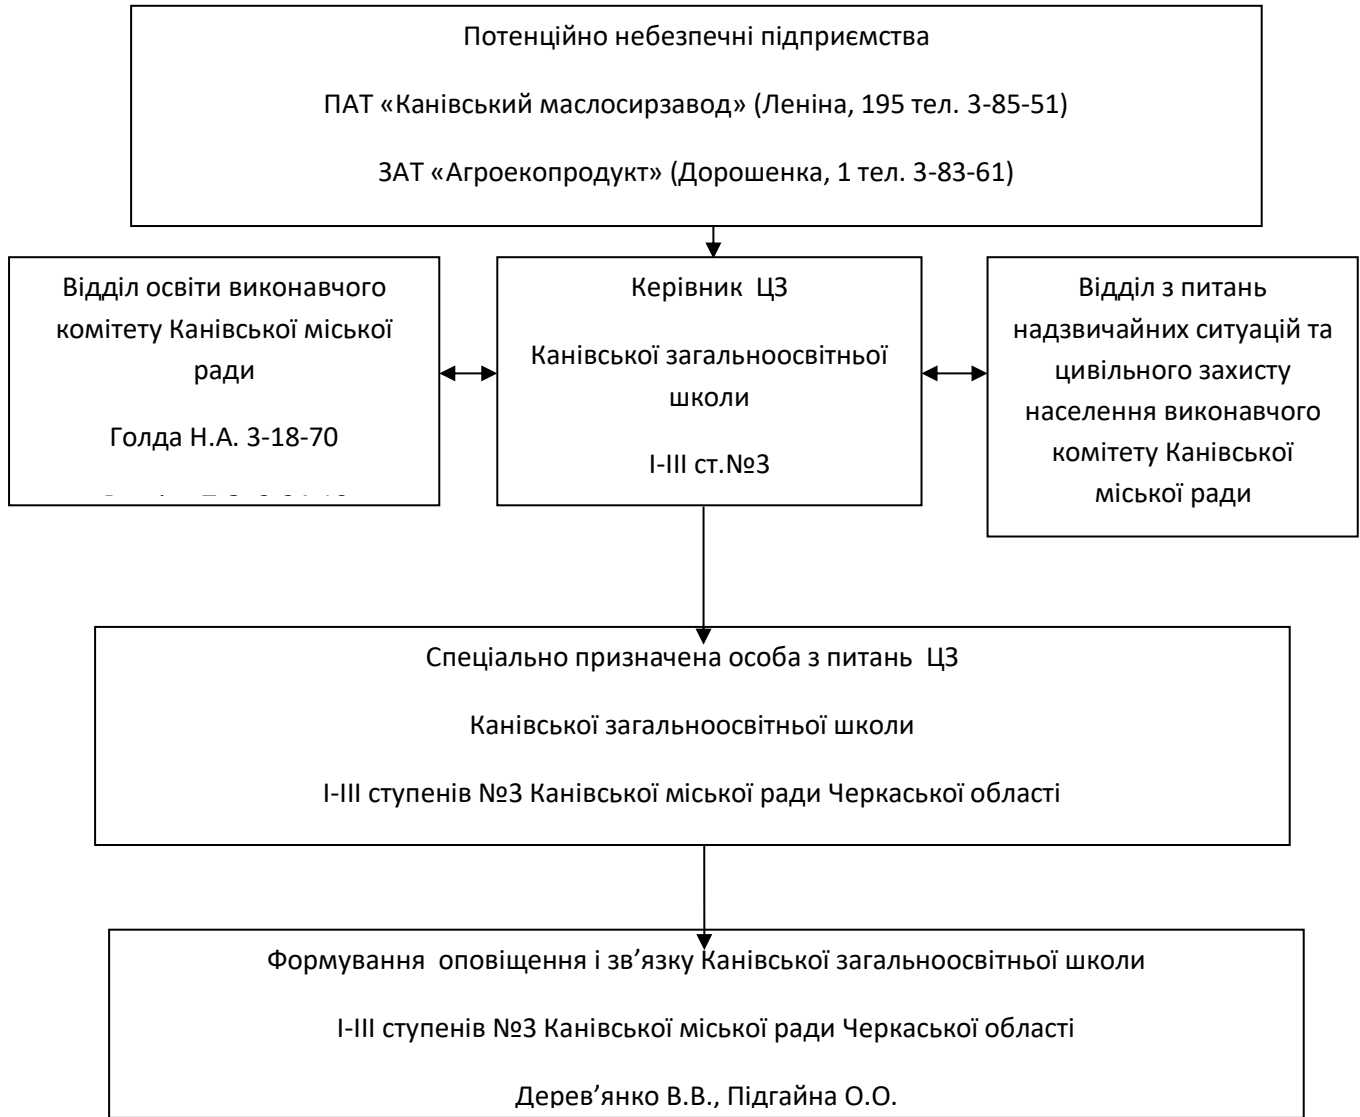 Потенційно небезпечні підприємства
ПАТ «Канівський маслосирзавод» (Леніна, 195 тел. 3-85-51)
ЗАТ «Агроекопродукт» (Дорошенка, 1 тел. 3-83-61)
Відділ освіти виконавчого
комітету Канівської міської
ради
Голда Н.А. 3-18-70
Керівник ЦЗ
Канівської загальноосвітньої
школи
І-ІІІ ст.№3
Відділ з питань
надзвичайних ситуацій та
цивільного захисту
населення виконавчого
комітету Канівської
міської ради
Спеціально призначена особа з питань ЦЗ
Канівської загальноосвітньої школи
І-ІІІ ступенів №3 Канівської міської ради Черкаської області
Формування оповіщення і зв’язку Канівської загальноосвітньої школи
І-ІІІ ступенів №3 Канівської міської ради Черкаської області
Дерев’янко В.В., Підгайна О.О.